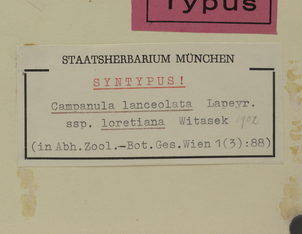 Typus
STAATSHERBARIUM MÜNCHEN
SYNTYPUS!
Campanula lanceolata Lapeyr.
ssp. loretiana Witasek 1902
(in Abh.Zool.-Bot.Ges.Wien 1(3):88)